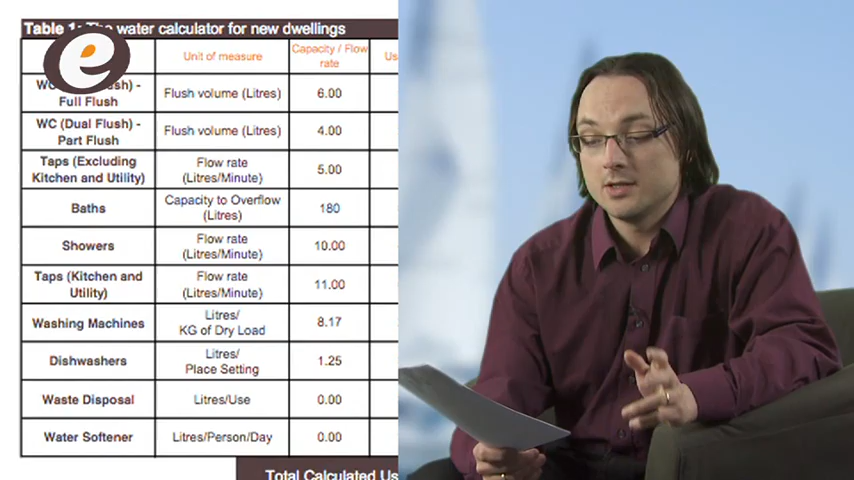 Table 1: The water calculator for new dwellings
Unit of measure
Capacity / Flow
rate
Us
WC
sh) -
Full Flush
Flush volume (Litres)
6.00
WC (Dual Flush) -
Part Flush
Flush volume (Litres)
4.00
Taps (Excluding
Kitchen and Utility)
Flow rate
(Litres/Minute)
5.00
Baths
Capacity to Overflow
(Litres)
180
Showers
Flow rate
(Litres/Minute)
10.00
Taps (Kitchen and
Utility)
Flow rate
(Litres/Minute)
11.00
Washing Machines
Litres/
KG of Dry Load
8.17
Dishwashers
Litres/
Place Setting
1.25
Waste Disposal
Litres/Use
0.00
Water Softener
Litres/Person/Day
0.00
Total Calculated Us